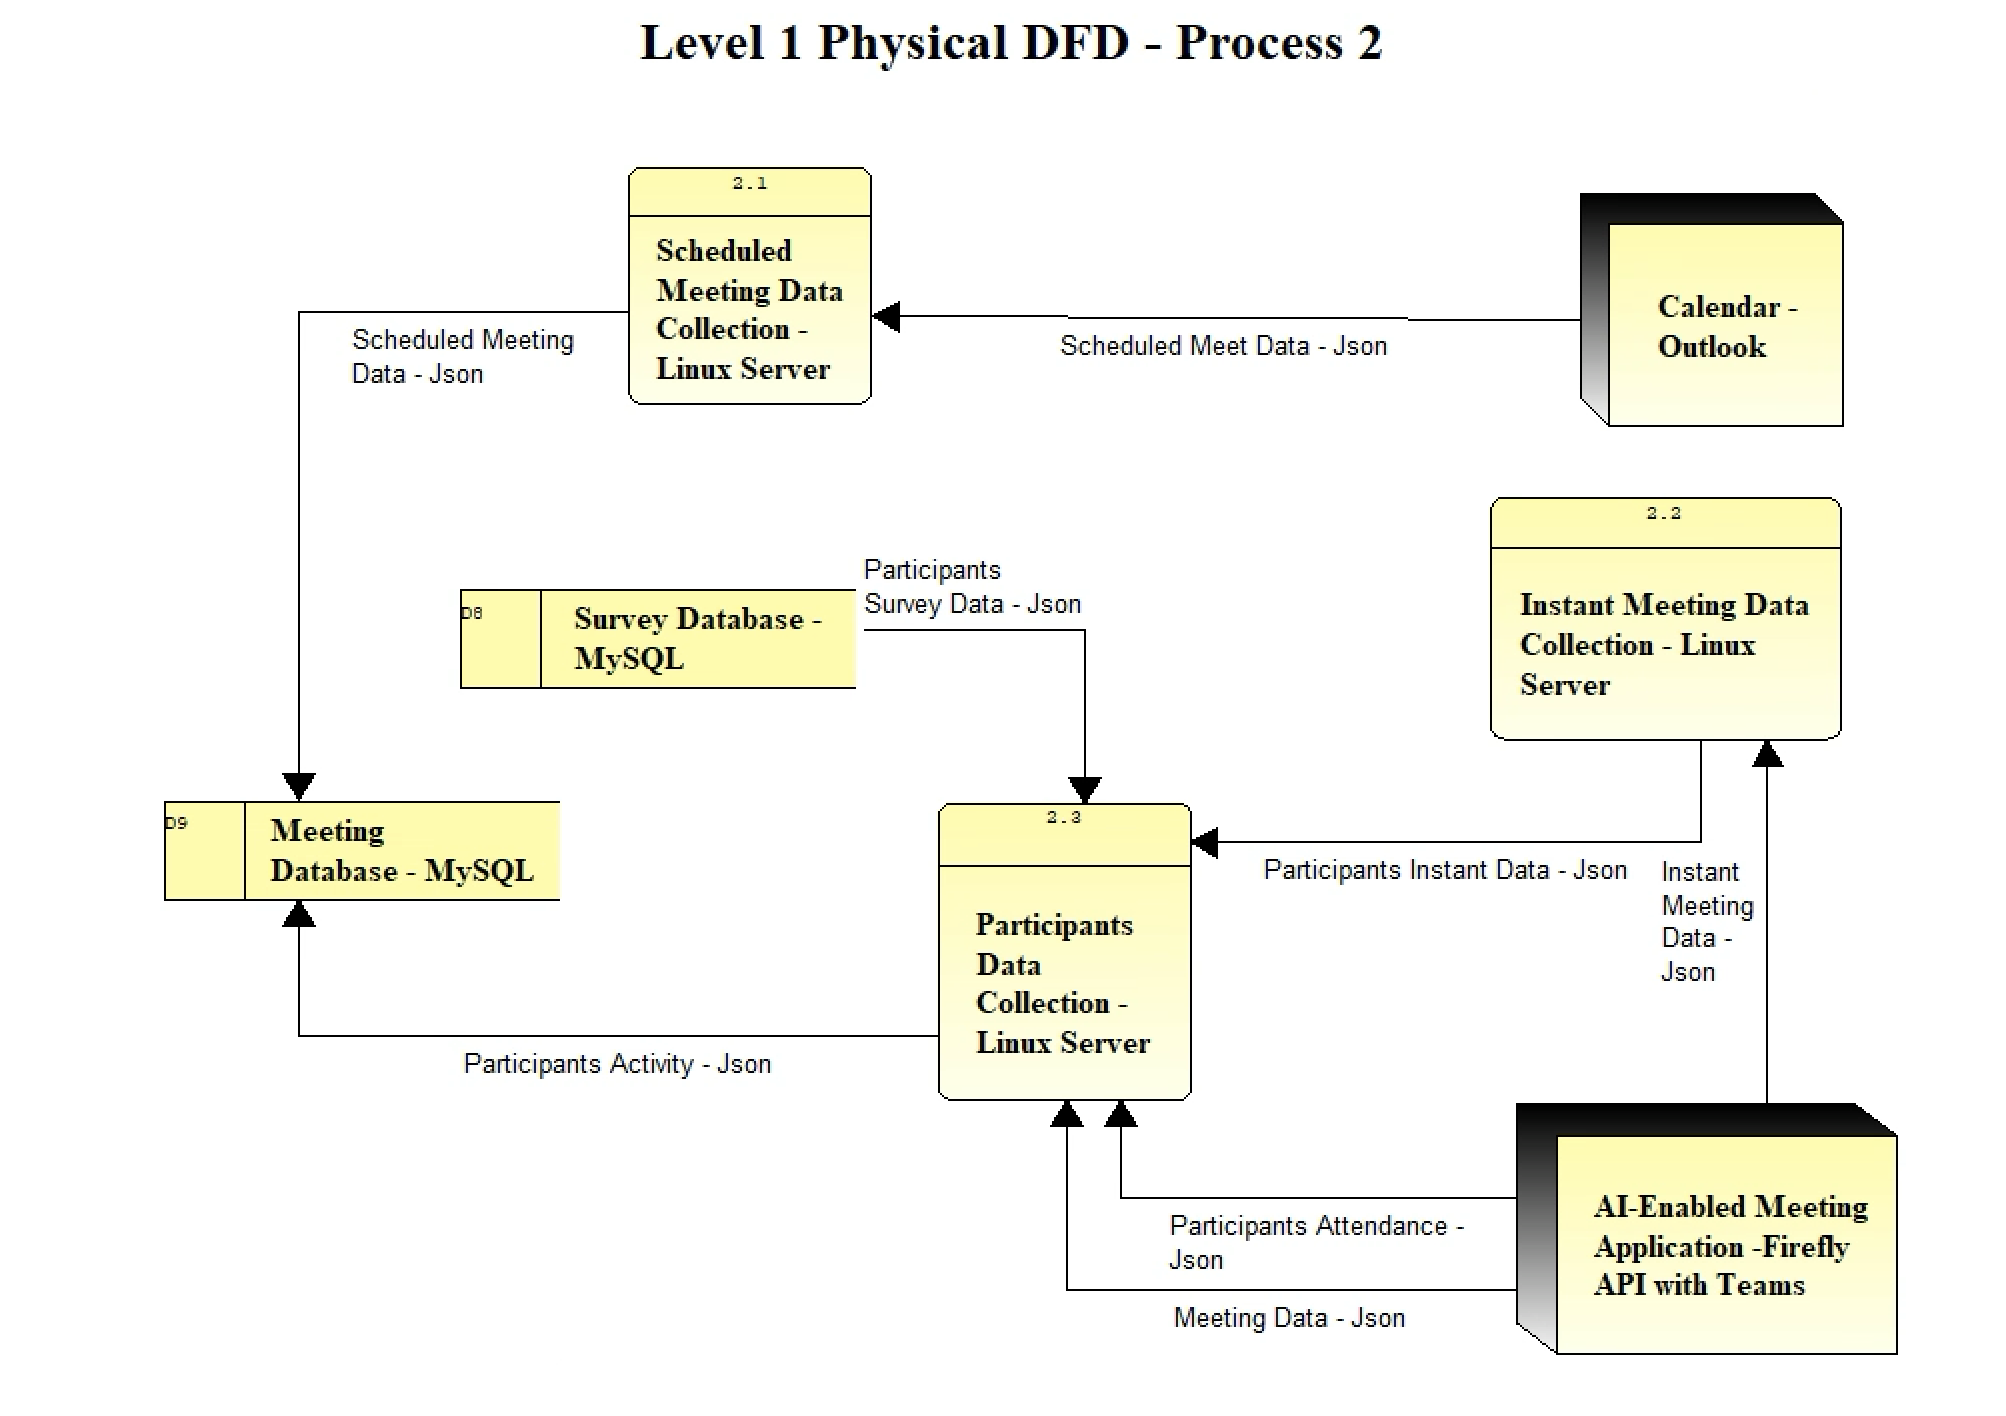 Level 1 Physical DFD - Process 2
2.1
Scheduled
Meeting Data
Collection -
Linux Server
Calendar -
Outlook
Scheduled Meet Data - Json
Scheduled Meeting
Data - Json
2.2
Instant Meeting Data
Collection - Linux
Server
Participants
Survey Data - Json
D8
Survey Database -
MySQL
D9
Meeting
Database - MySQL
2.3
Participants
Data
Collection -
Linux Server
Participants Instant Data - Json
Instant
Meeting
Data -
Json
Participants Activity - Json
AI-Enabled Meeting
Application -Firefly
API with Teams
Participants Attendance -
Json
Meeting Data - Json